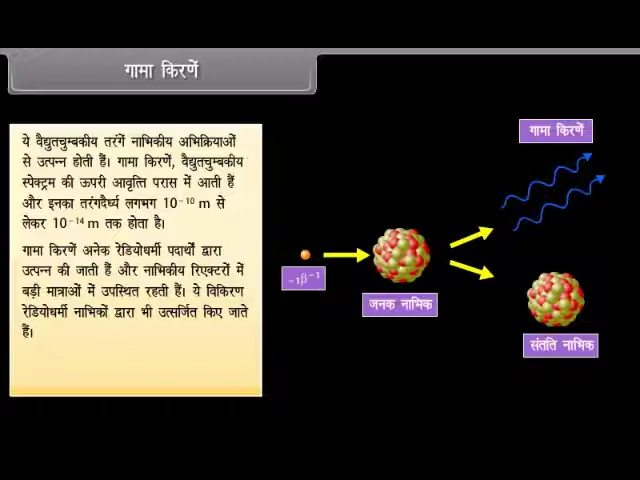 गामा किरणें
ये वैद्युतचुम्बकीय तरंगें नाभिकीय अभिक्रियाओं
से उत्पन्न होती हैं। गामा किरणें, वैद्युतचुम्बकीय
स्पेक्ट्रम की ऊपरी आवृत्ति परास में आती हैं
और इनका तरंगदैर्ध्य लगभग 10⁻¹⁰ m से
लेकर 10⁻¹⁴ m तक होता है।
गामा किरणें अनेक रेडियोधर्मी पदार्थों द्वारा
उत्पन्न की जाती हैं और नाभिकीय रिएक्टरों में
बड़ी मात्राओं में उपस्थित रहती हैं। ये विकिरण
रेडियोधर्मी नाभिकों द्वारा भी उत्सर्जित किए जाते
हैं।
गामा किरणें
₋₁β⁻¹
जनक नाभिक
संतति नाभिक